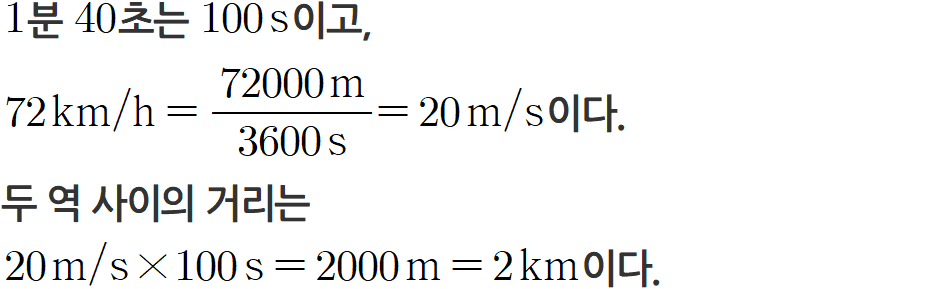 1분 40초는 100 s이고,
72 km/h = 72000 m / 3600 s = 20 m/s이다.
두 역 사이의 거리는
20 m/s × 100 s = 2000 m = 2 km이다.